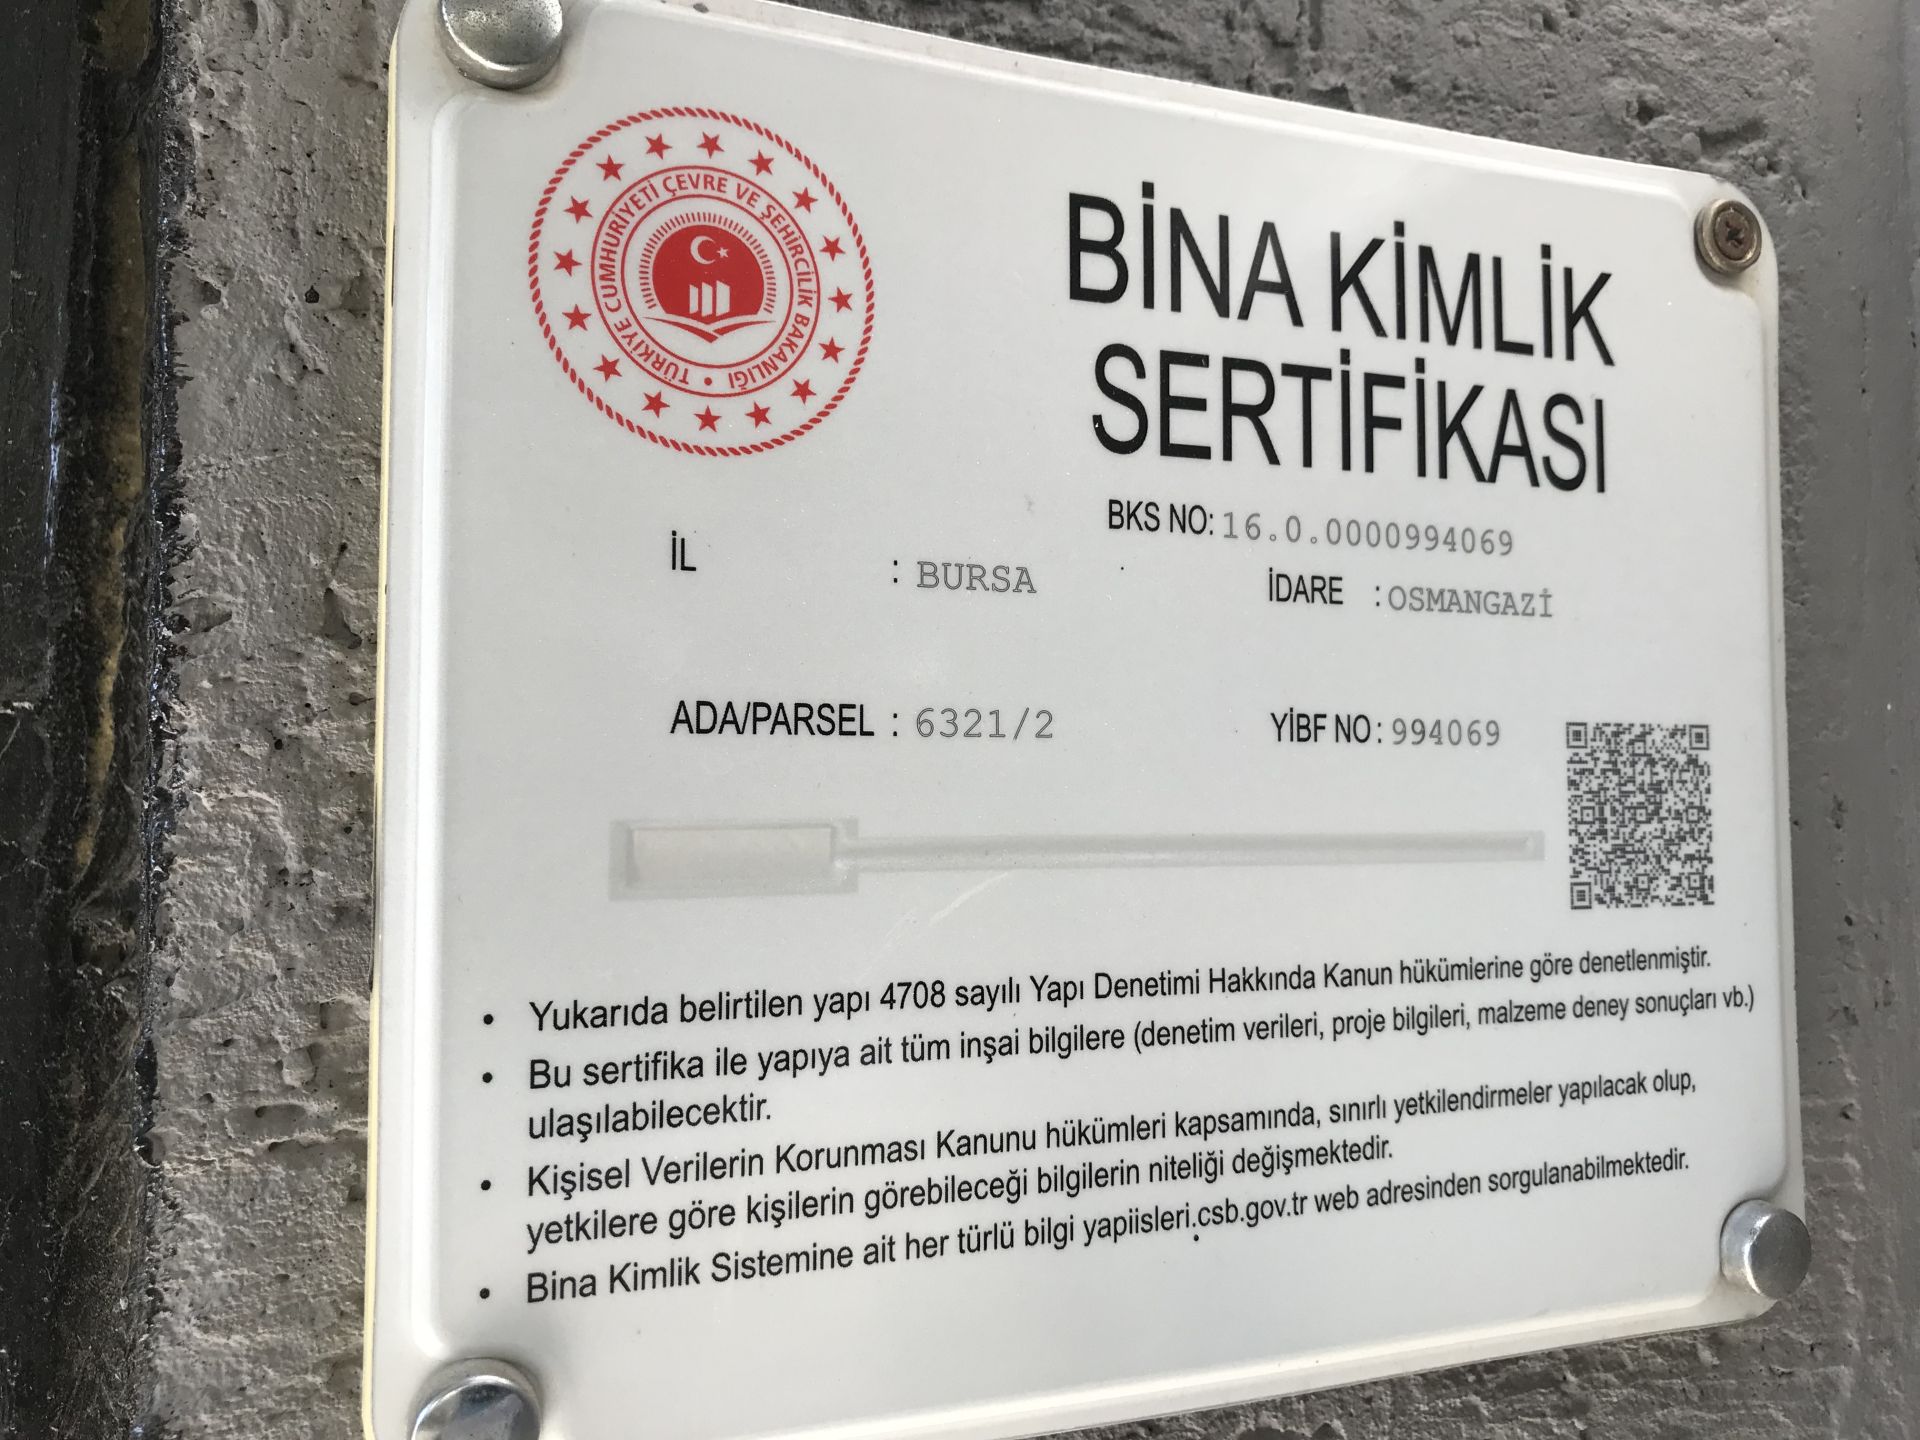 TÜRKİYE CUMHURİYETİ ÇEVRE VE ŞEHİRCİLİK BAKANLIĞI
BİNA KİMLİK
SERTİFİKASI
BKS NO: 16.0.0000994069
İL : BURSA
İDARE : OSMANGAZİ
ADA/PARSEL : 6321/2
YİBF NO : 994069
• Yukarıda belirtilen yapı 4708 sayılı Yapı Denetimi Hakkında Kanun hükümlerine göre denetlenmiştir.
• Bu sertifika ile yapıya ait tüm inşai bilgilere (denetim verileri, proje bilgileri, malzeme deney sonuçları vb.)
ulaşılabilecektir.
• Kişisel Verilerin Korunması Kanunu hükümleri kapsamında, sınırlı yetkilendirmeler yapılacak olup,
yetkilere göre kişilerin görebileceği bilgilerin niteliği değişmektedir.
• Bina Kimlik Sistemine ait her türlü bilgi yapiisleri.csb.gov.tr web adresinden sorgulanabilmektedir.